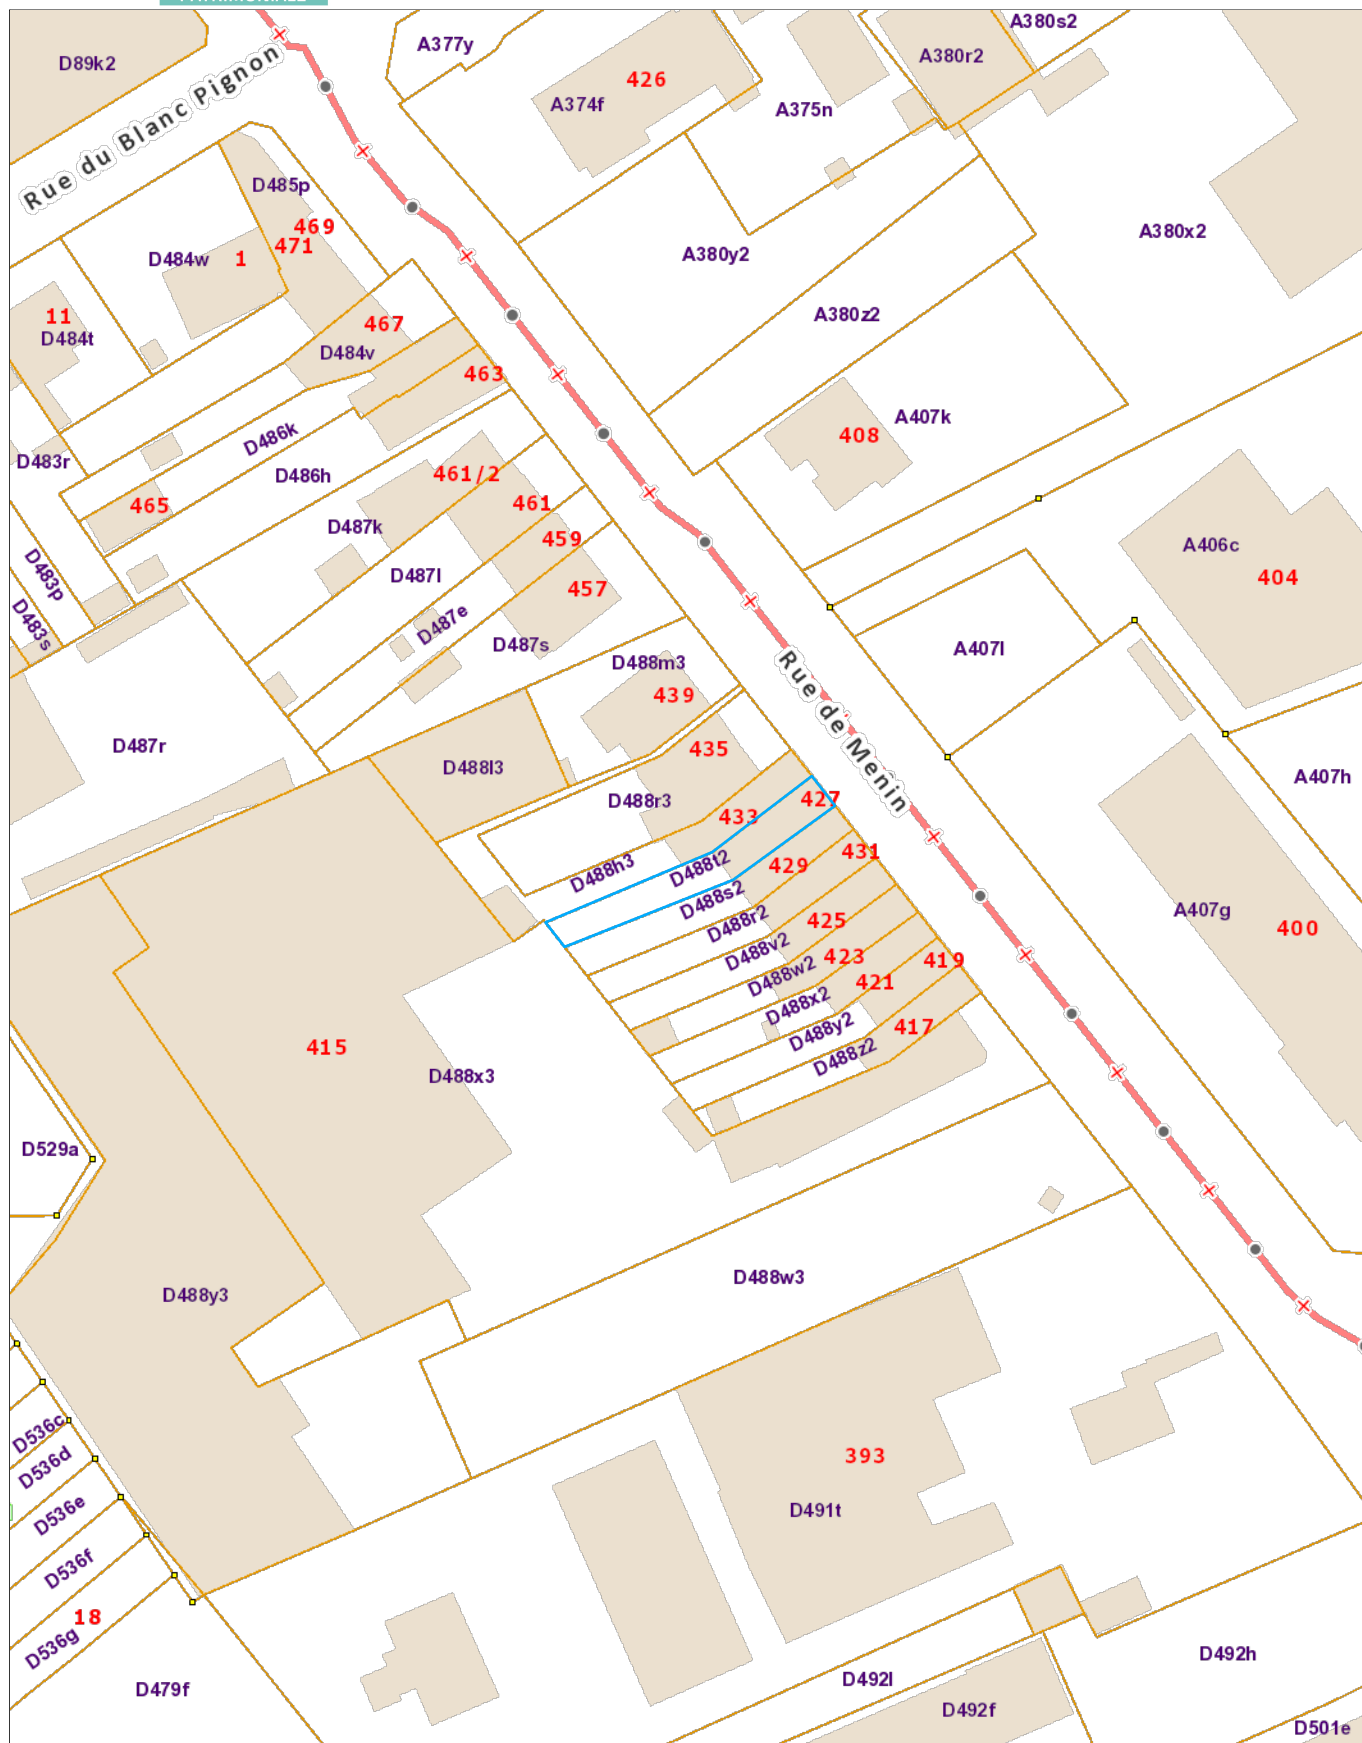 A380s2
A377y
A380r2
D89k2
426
A374f
A375n
Rue du Blanc Pignon
D485p
469
471
D484w
1
A380x2
A380y2
11
D484t
467
D484v
A380z2
463
A407k
408
D486k
D483r
D486h
461/2
465
461
D487k
459
A406c
404
D483p
D487l
457
D483s
D487e
D487s
A407l
D488m3
439
Rue de Menin
D487r
435
D488l3
A407h
D488r3
427
433
431
D488h3
D488t2
429
D488s2
A407g
D488r2
425
400
D488v2
423
419
D488w2
421
D488x2
417
D488y2
415
D488z2
D488x3
D529a
D488w3
D488y3
D536c
393
D536d
D491t
D536e
D536f
18
D536g
D492h
D492l
D479f
D492f
D501e